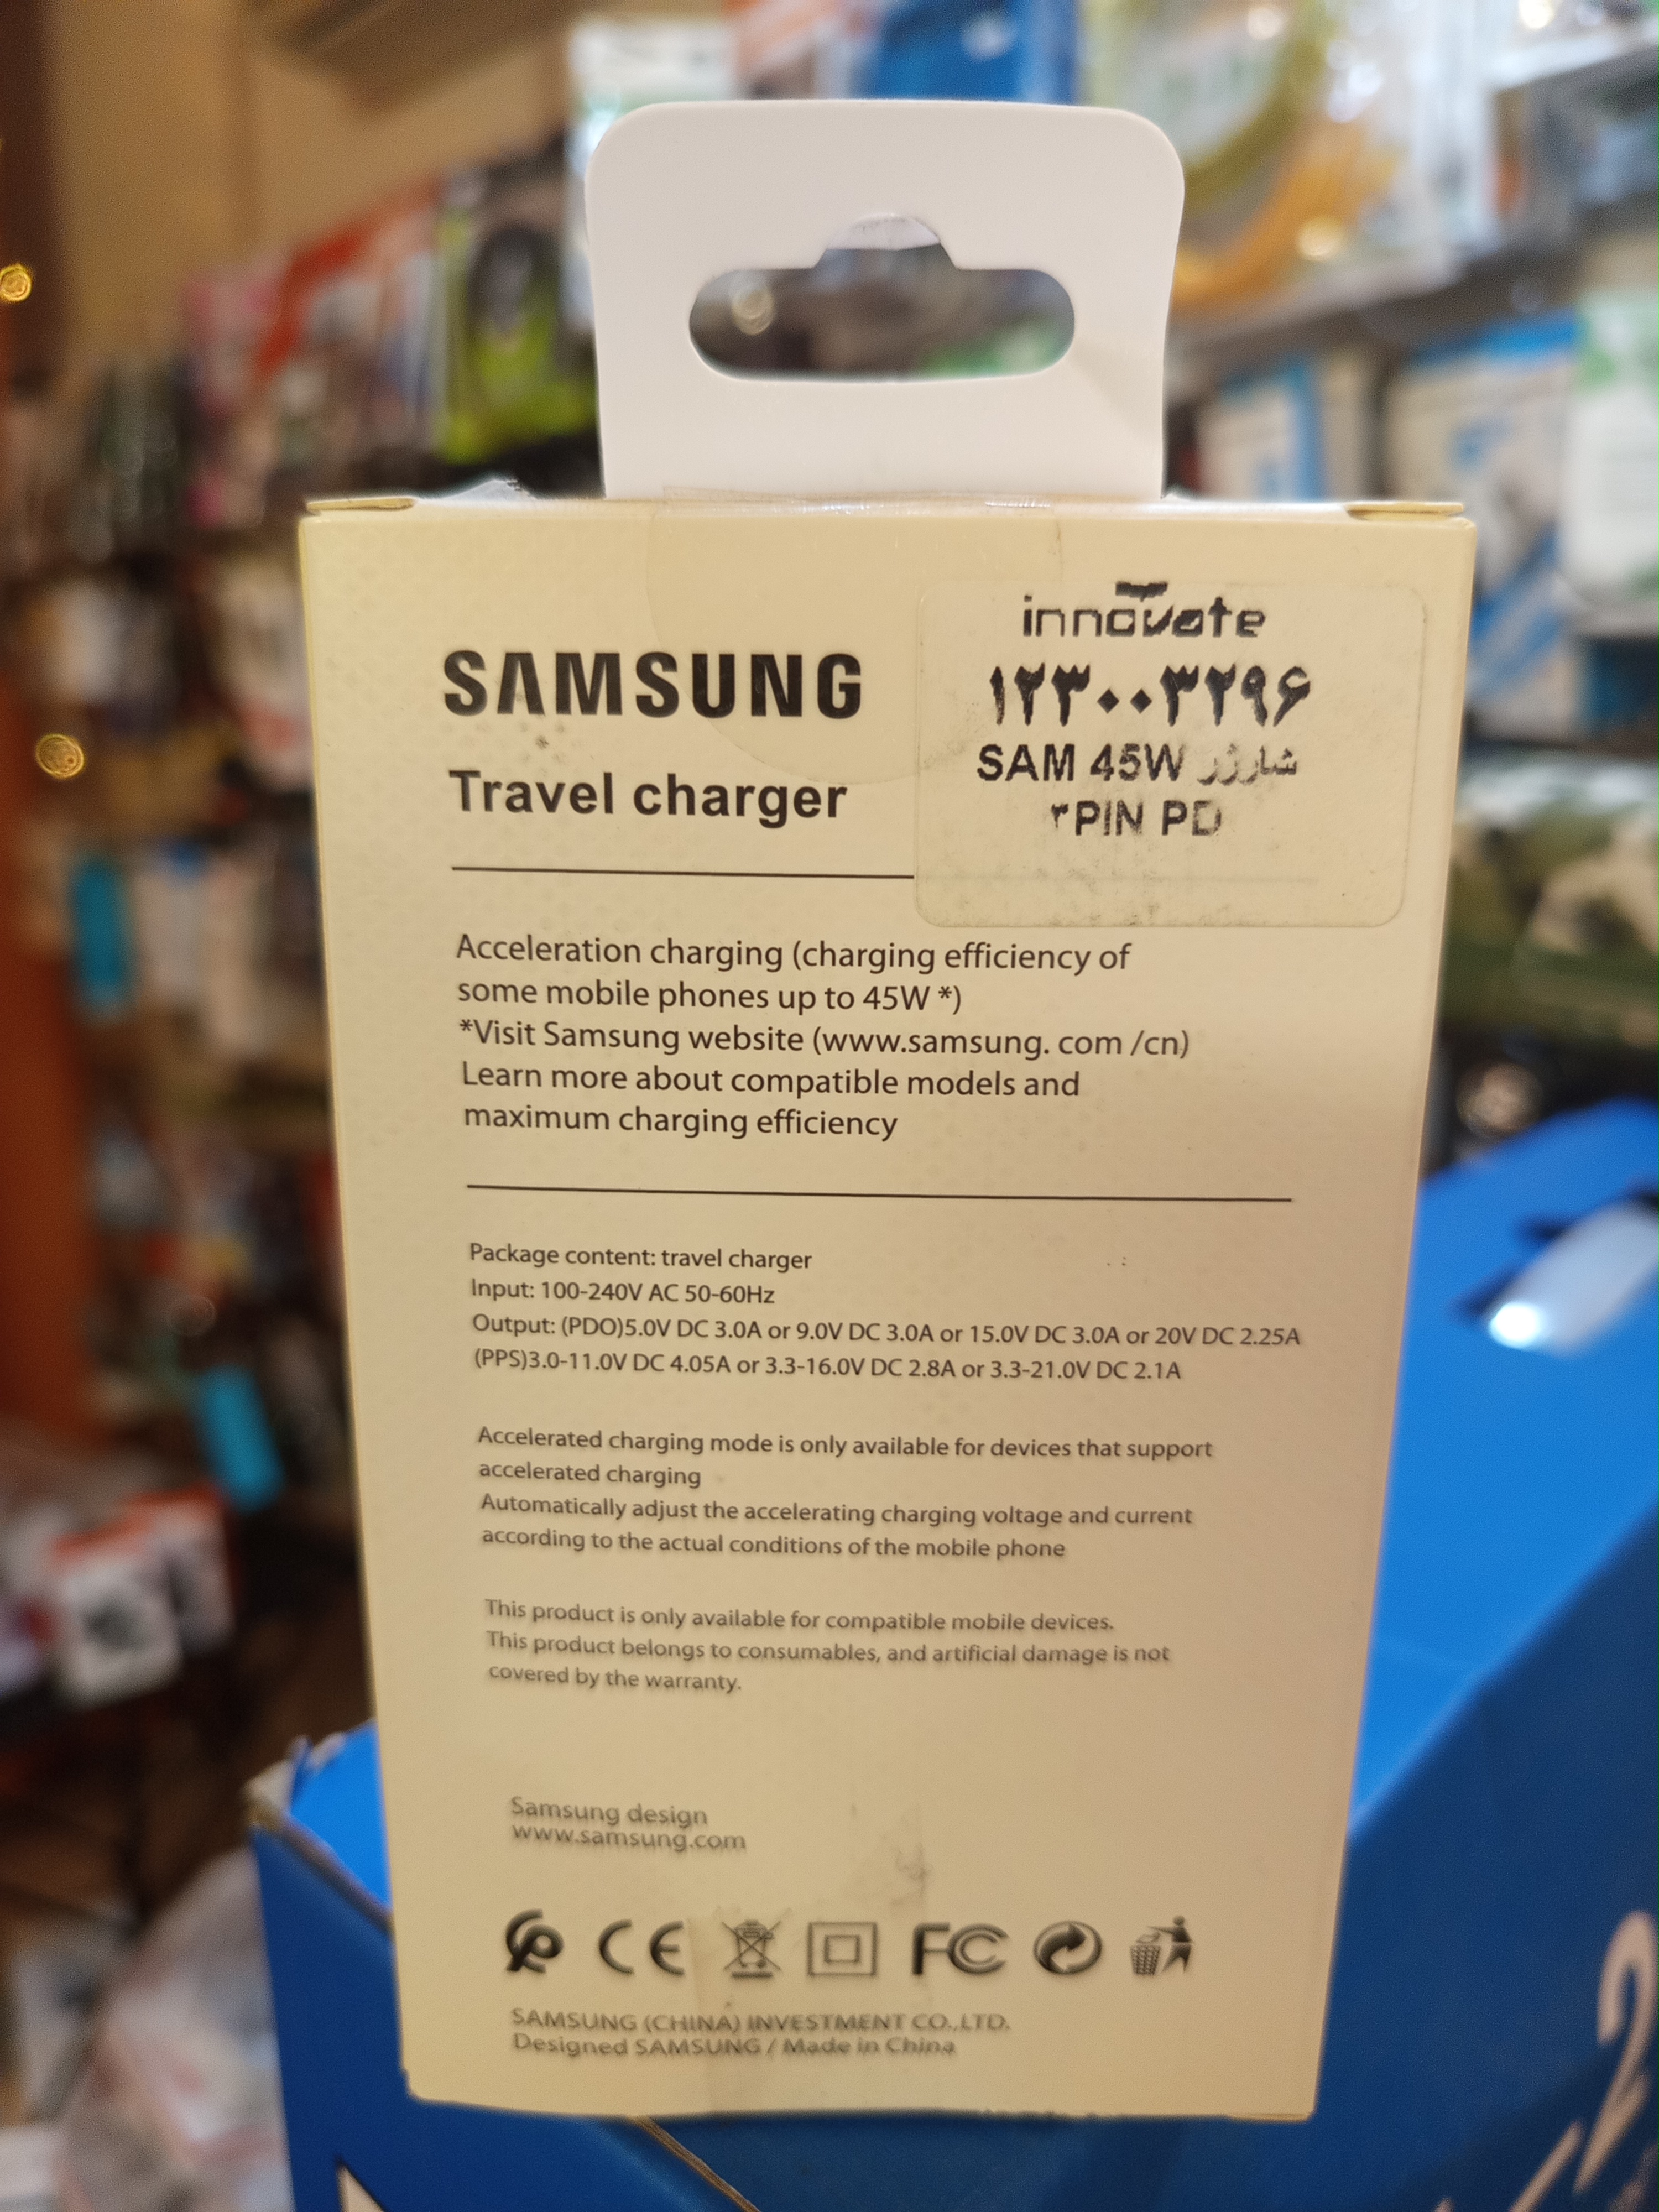 innovate
۱۲۳۰۰۳۲۹۶
SAM 45W شارژر
۳PIN PD
SAMSUNG
Travel charger
Acceleration charging (charging efficiency of
some mobile phones up to 45W *)
*Visit Samsung website (www.samsung. com /cn)
Learn more about compatible models and
maximum charging efficiency
Package content: travel charger
Input: 100-240V AC 50-60Hz
Output: (PDO)5.0V DC 3.0A or 9.0V DC 3.0A or 15.0V DC 3.0A or 20V DC 2.25A
(PPS)3.0-11.0V DC 4.05A or 3.3-16.0V DC 2.8A or 3.3-21.0V DC 2.1A
Accelerated charging mode is only available for devices that support
accelerated charging
Automatically adjust the accelerating charging voltage and current
according to the actual conditions of the mobile phone
This product is only available for compatible mobile devices.
This product belongs to consumables, and artificial damage is not
covered by the warranty.
Samsung design
www.samsung.com
CE FC
SAMSUNG (CHINA) INVESTMENT CO.,LTD.
Designed SAMSUNG / Made in China